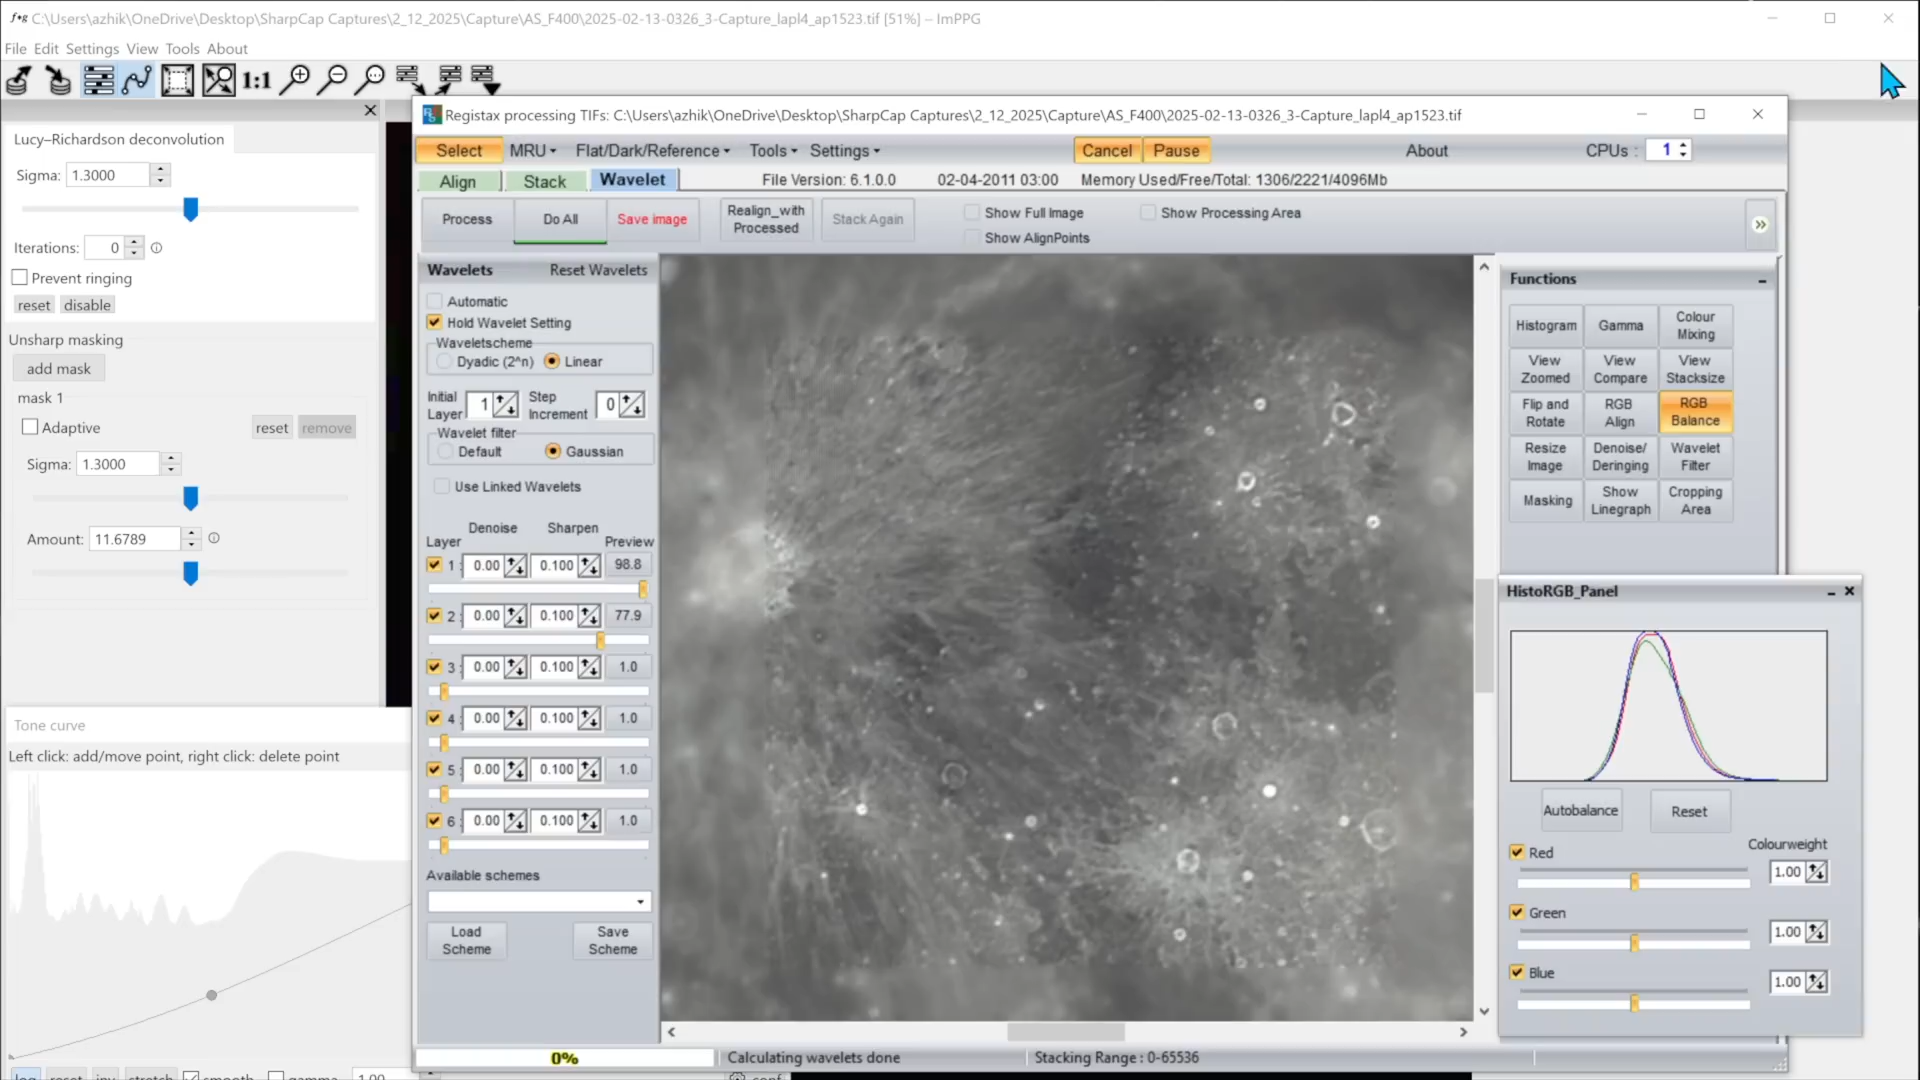 C:\Users\azhik\OneDrive\Desktop\SharpCap Captures\2_12_2025\Capture\AS_F400\2025-02-13-0326_3-Capture_lapl4_ap1523.tif [51%] – ImPPG
File Edit Settings View Tools About
1:1
Lucy–Richardson deconvolution
Sigma: 1.3000
Iterations: 0
Prevent ringing
reset disable
Unsharp masking
add mask
mask 1
Adaptive reset remove
Sigma: 1.3000
Amount: 11.6789
Tone curve
Left click: add/move point, right click: delete point
log reset inv stretch smooth gamma 1.00 conf
Registax processing TIFs: C:\Users\azhik\OneDrive\Desktop\SharpCap Captures\2_12_2025\Capture\AS_F400\2025-02-13-0326_3-Capture_lapl4_ap1523.tif
Select MRU Flat/Dark/Reference Tools Settings Cancel Pause About CPUs : 1
Align Stack Wavelet File Version: 6.1.0.0 02-04-2011 03:00 Memory Used/Free/Total: 1306/2221/4096Mb
Process Do All Save image Realign_with Processed Stack Again
Show Full Image Show Processing Area
Show AlignPoints
Wavelets Reset Wavelets
Automatic
Hold Wavelet Setting
Waveletscheme
Dyadic (2^n) Linear
Initial Layer 1 Step Increment 0
Wavelet filter
Default Gaussian
Use Linked Wavelets
Denoise Sharpen
Layer Preview
1 : 0.00 0.100 98.8
2 : 0.00 0.100 77.9
3 : 0.00 0.100 1.0
4 : 0.00 0.100 1.0
5 : 0.00 0.100 1.0
6 : 0.00 0.100 1.0
Available schemes
Load Scheme Save Scheme
0% Calculating wavelets done Stacking Range : 0-65536
Functions
Histogram Gamma Colour Mixing
View Zoomed View Compare View Stacksize
Flip and Rotate RGB Align RGB Balance
Resize Image Denoise/ Deringing Wavelet Filter
Masking Show Linegraph Cropping Area
HistoRGB_Panel
Autobalance Reset
Colourweight
Red 1.00
Green 1.00
Blue 1.00